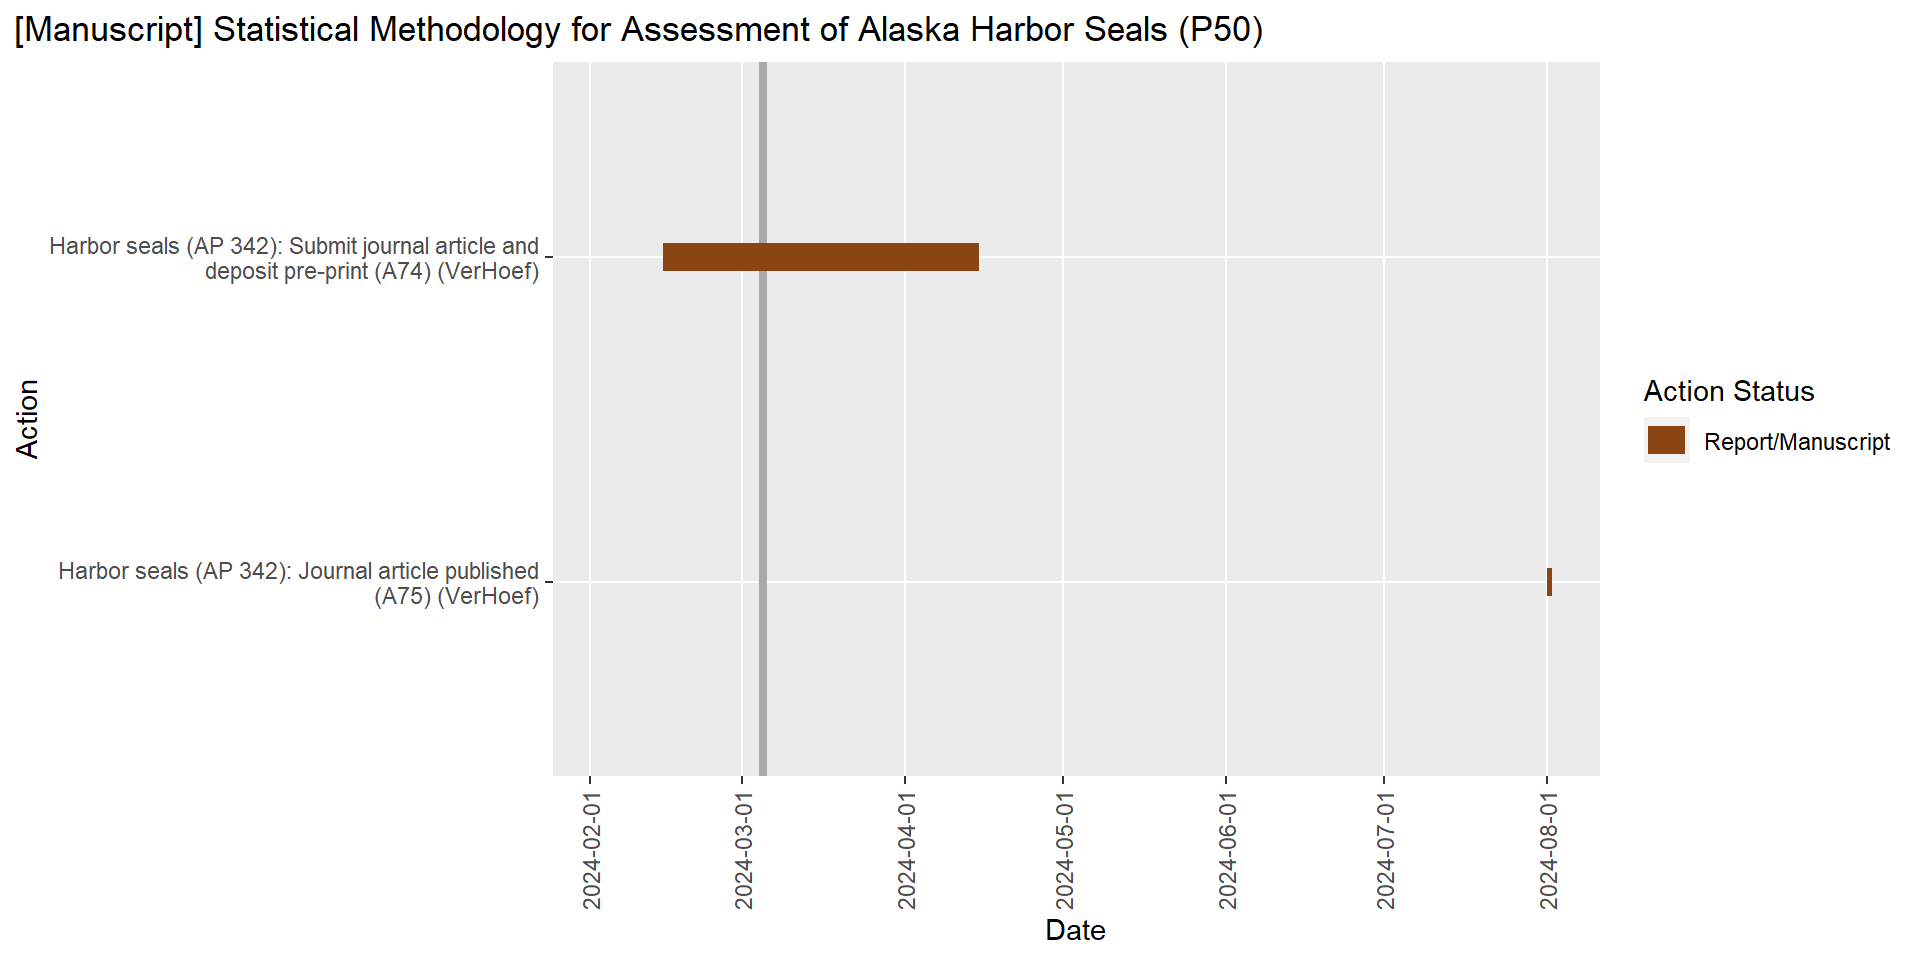 [Manuscript] Statistical Methodology for Assessment of Alaska Harbor Seals (P50)
Action
Harbor seals (AP 342): Submit journal article and
deposit pre-print (A74) (VerHoef)
Harbor seals (AP 342): Journal article published
(A75) (VerHoef)
2024-02-01
2024-03-01
2024-04-01
2024-05-01
2024-06-01
2024-07-01
2024-08-01
Date
Action Status
Report/Manuscript